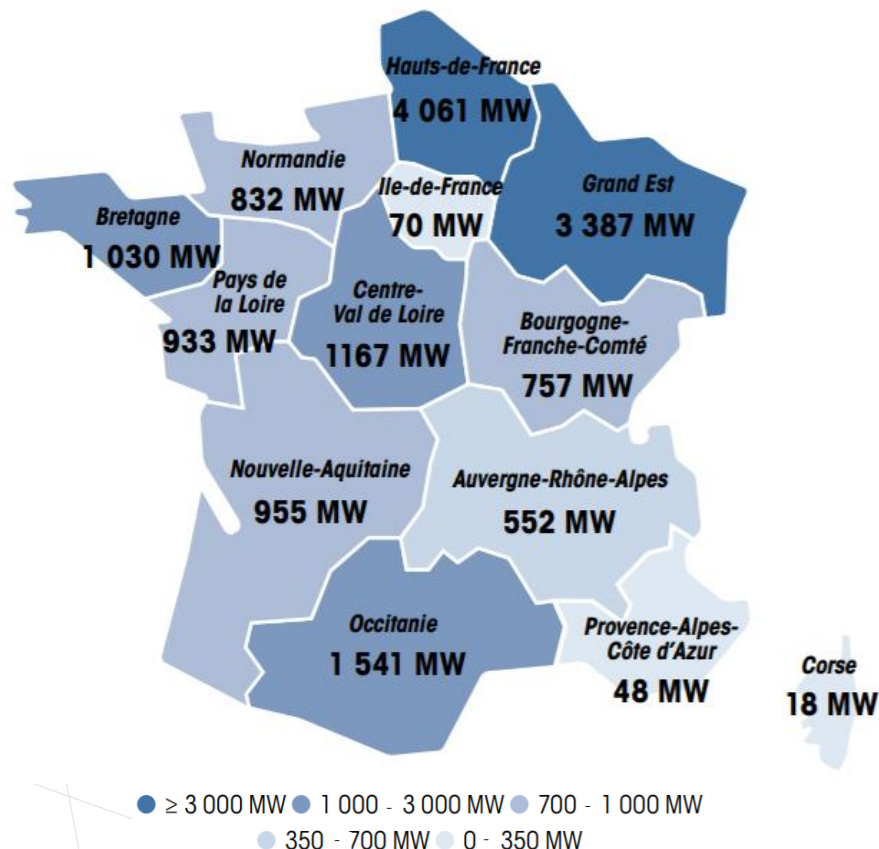 Hauts-de-France
4 061 MW
Normandie
832 MW
Ile-de-France
70 MW
Grand Est
3 387 MW
Bretagne
1 030 MW
Pays de
la Loire
933 MW
Centre-
Val de Loire
1167 MW
Bourgogne-
Franche-Comté
757 MW
Nouvelle-Aquitaine
955 MW
Auvergne-Rhône-Alpes
552 MW
Occitanie
1 541 MW
Provence-Alpes-
Côte d'Azur
48 MW
Corse
18 MW
≥ 3 000 MW 1 000 - 3 000 MW 700 - 1 000 MW
350 - 700 MW 0 - 350 MW